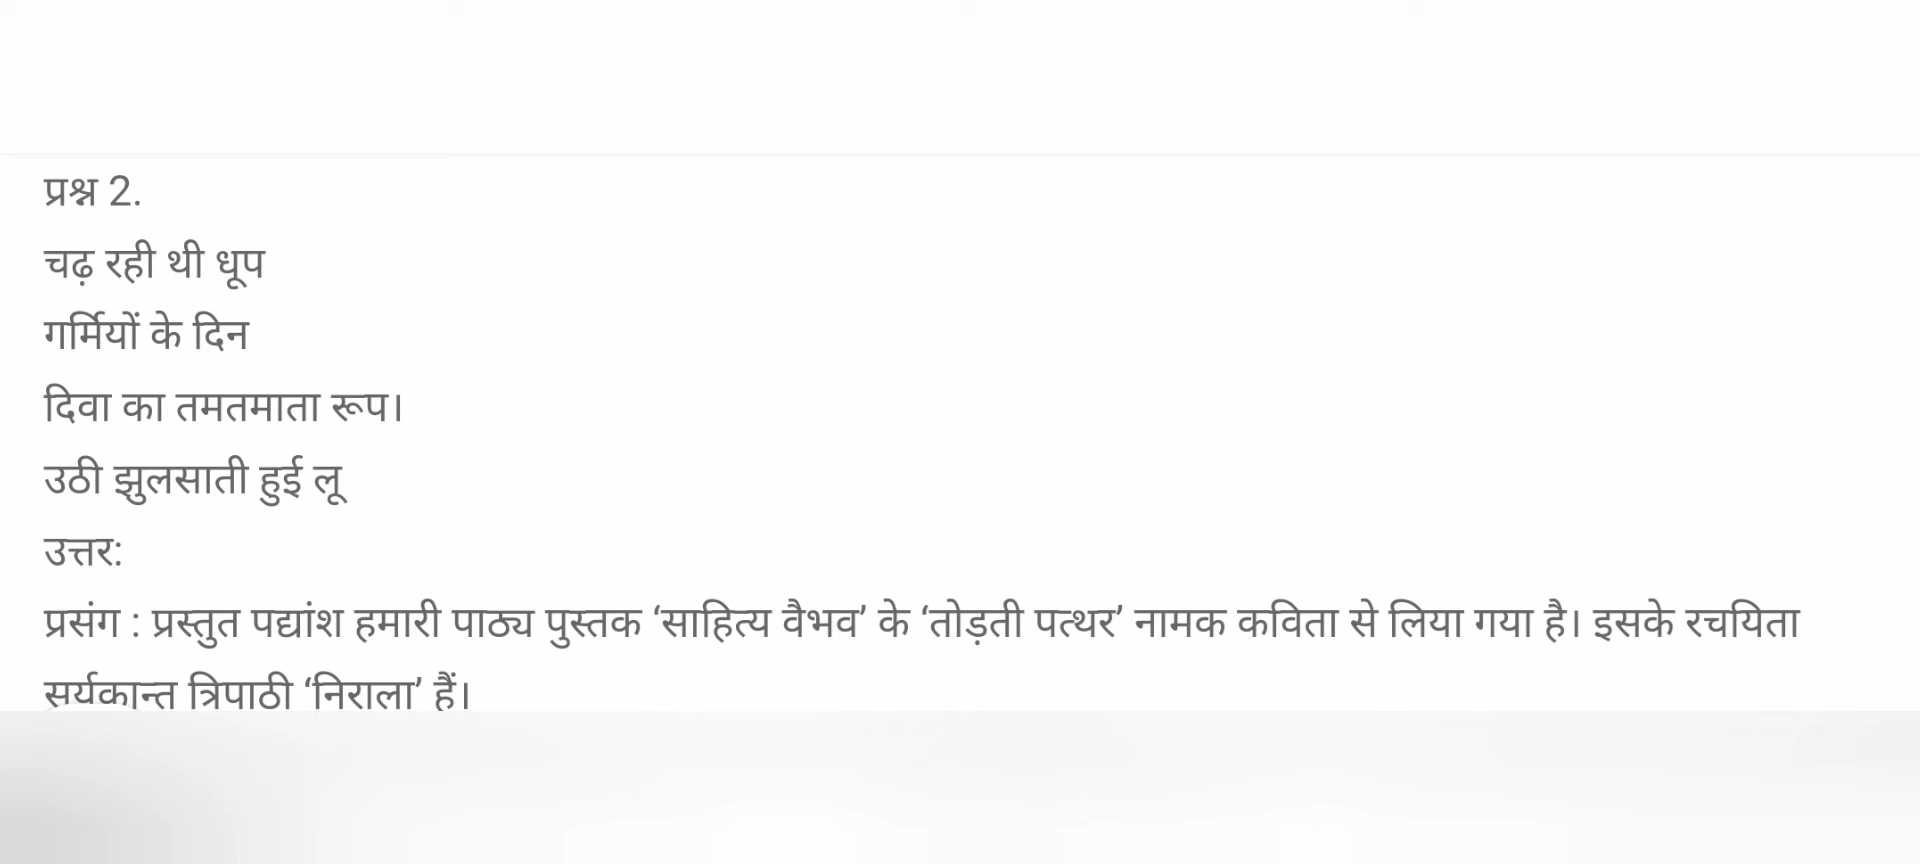 प्रश्न 2.
चढ़ रही थी धूप
गर्मियों के दिन
दिवा का तमतमाता रूप।
उठी झुलसाती हुई लू
उत्तर:
प्रसंग : प्रस्तुत पद्यांश हमारी पाठ्य पुस्तक ‘साहित्य वैभव’ के ‘तोड़ती पत्थर’ नामक कविता से लिया गया है। इसके रचयिता
सूर्यकान्त त्रिपाठी ‘निराला’ हैं।